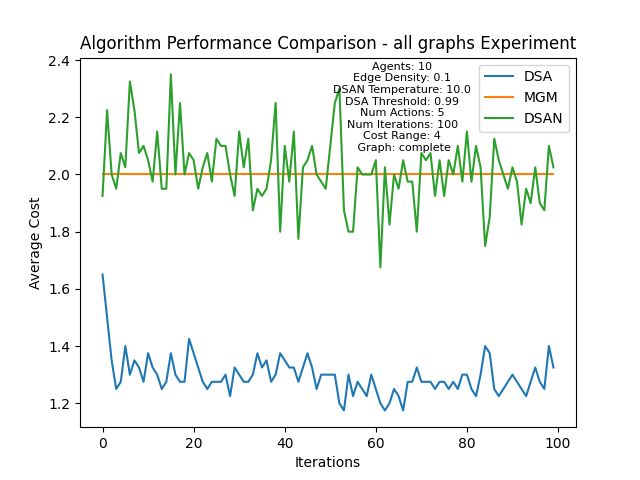 Algorithm Performance Comparison - all graphs Experiment
Agents: 10
Edge Density: 0.1
DSAN Temperature: 10.0
DSA Threshold: 0.99
Num Actions: 5
Num Iterations: 100
Cost Range: 4
Graph: complete
DSA
MGM
DSAN
2.4
2.2
2.0
1.8
1.6
1.4
1.2
Average Cost
0
20
40
60
80
100
Iterations